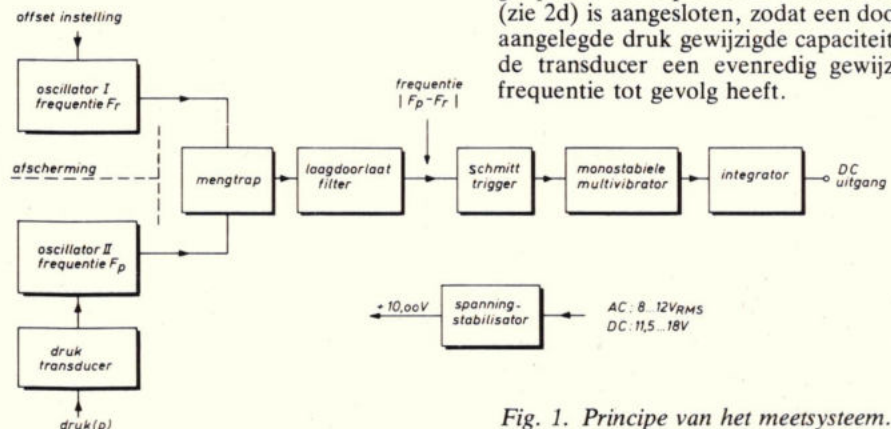 (zie 2d) is aangesloten, zodat een doo
aangelegde druk gewijzigde capaciteit
de transducer een evenredig gewijz
frequentie tot gevolg heeft.
offset instelling
oscillator I
frequentie Fr
afscherming
oscillator II
frequentie Fp
druk
transducer
druk(p)
mengtrap
laagdoorlaat
filter
frequentie
| Fp-Fr |
schmitt
trigger
monostabiele
multivibrator
integrator
DC
uitgang
+ 10,00V
spanning-
stabilisator
AC: 8...12VRMS
DC: 11,5...18V
Fig. 1. Principe van het meetsysteem.